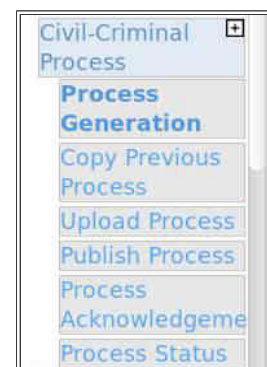 Civil-Criminal
Process
Process
Generation
Copy Previous
Process
Upload Process
Publish Process
Process
Acknowledgeme
Process Status